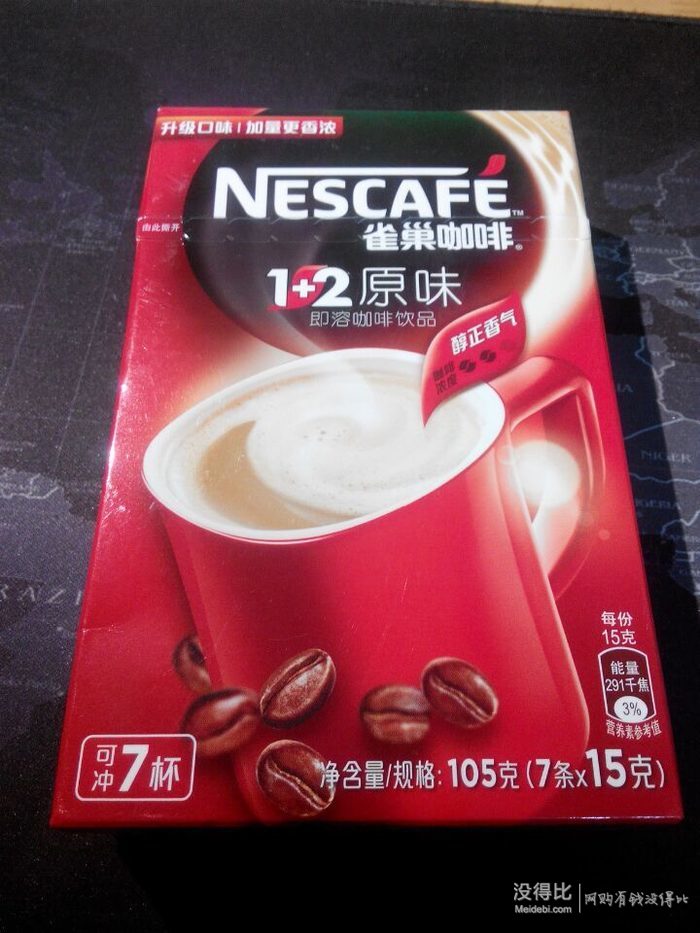 升级口味 | 加量更香浓
NESCAFÉ™
由此撕开
雀巢咖啡®
1+2原味
即溶咖啡饮品
醇正香气
咖啡
浓度
NIGER
NIGERIA
RAZI
每份
15克
能量
291千焦
3%
营养素参考值
可冲7杯
净含量/规格: 105克 (7条x15克)
没得比
Meidebi.com
网购有钱没得比